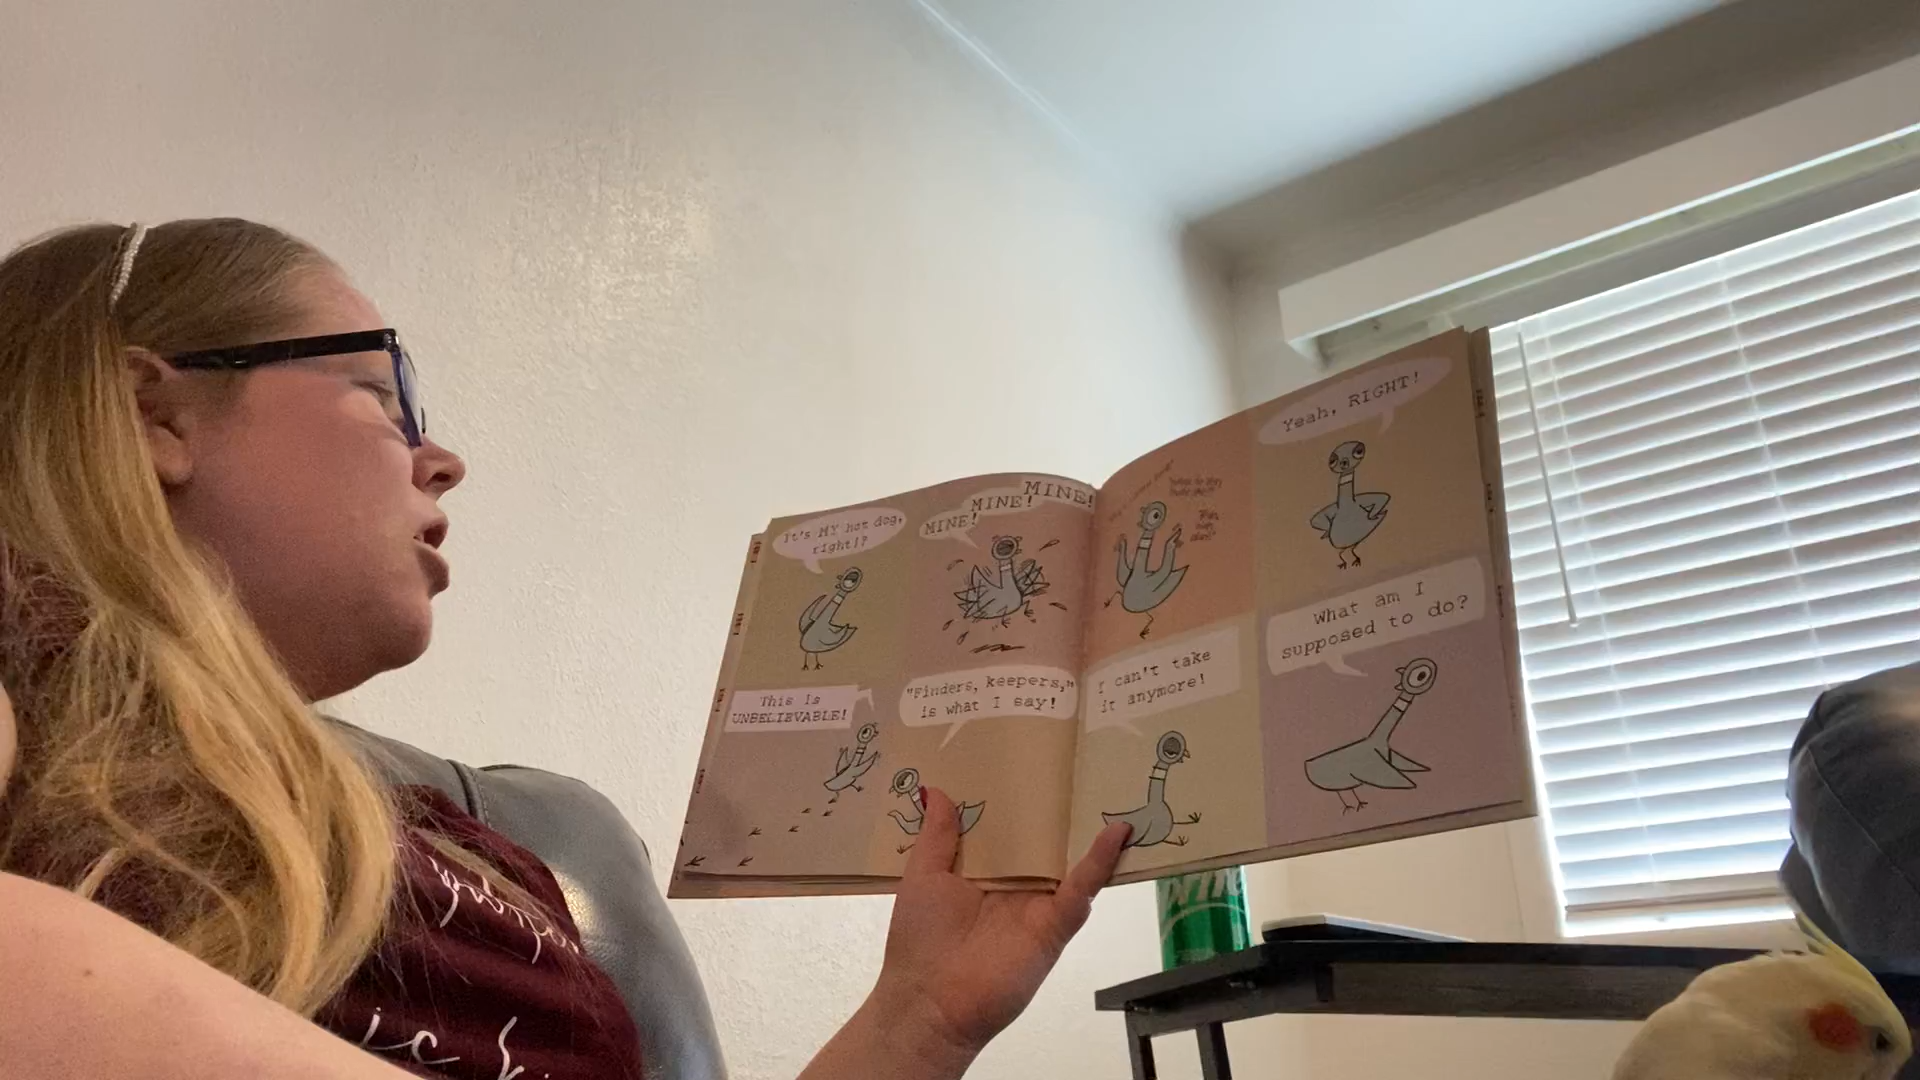 It's MY hot dog,
right!?
MINE! MINE! MINE!
This is
UNBELIEVABLE!
"Finders, keepers,"
is what I say!
Yeah, RIGHT!
I can't take
it anymore!
What am I
supposed to do?